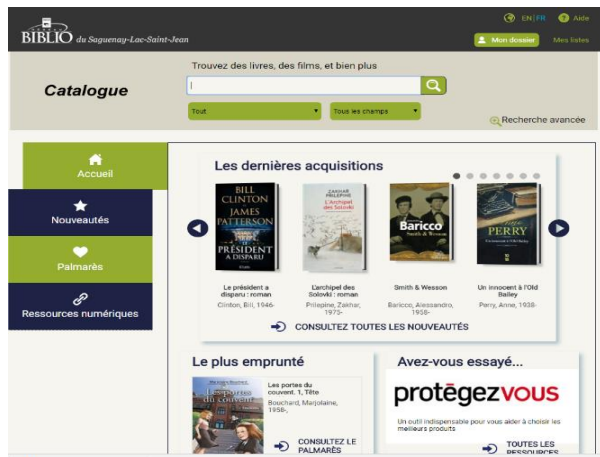 EN|FR Aide
BIBLIO du Saguenay-Lac-Saint-Jean
Mon dossier Mes listes
Trouvez des livres, des films, et bien plus
Catalogue
Tout Tous les champs
Recherche avancée
Accueil
Nouveautés
Palmarès
Ressources numériques
Les dernières acquisitions
BILL
CLINTON
JAMES
PATTERSON
LE
PRÉSIDENT
A DISPARU
ZAKHAR
PRILEPINE
L'Archipel
des Solovki
Baricco
Smith & Wesson
PERRY
Le président a
disparu : roman
Clinton, Bill, 1946-
L'archipel des
Solovki : roman
Prilepine, Zakhar,
1975-
Smith & Wesson
Baricco, Alessandro,
1958-
Un innocent à l'Old
Bailey
Perry, Anne, 1938-
CONSULTEZ TOUTES LES NOUVEAUTÉS
Le plus emprunté
Les portes
du couvent
Les portes du
couvent. 1, Tête
Bouchard, Marjolaine,
1958-,
CONSULTEZ LE
PALMARÈS
Avez-vous essayé...
protégezvous
Un outil indispensable pour vous aider à choisir les
meilleurs produits
TOUTES LES
RESSOURCES